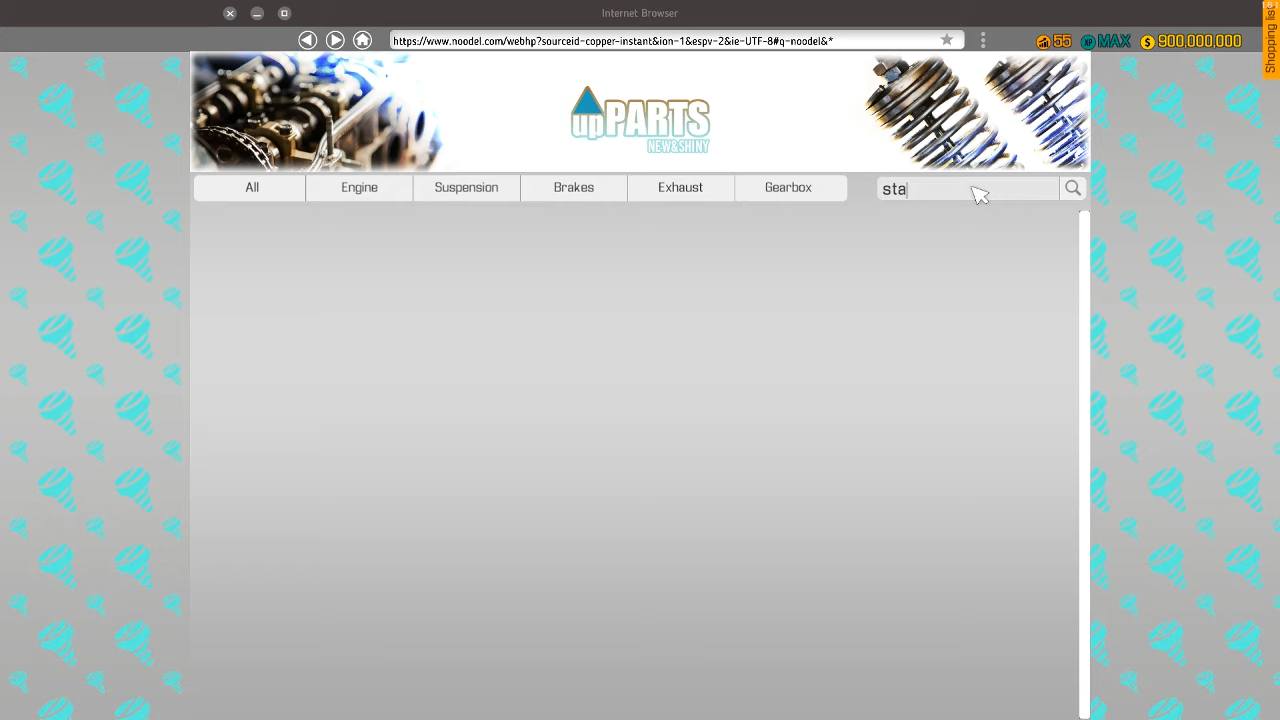 Internet Browser
https://www.noodel.com/webhp?sourceid-copper-instant&ion-1&espv-2&ie-UTF-8#q-noodel&*
55 XP MAX $ 900,000,000
Shopping list
upPARTS
NEW&SHINY
All Engine Suspension Brakes Exhaust Gearbox sta